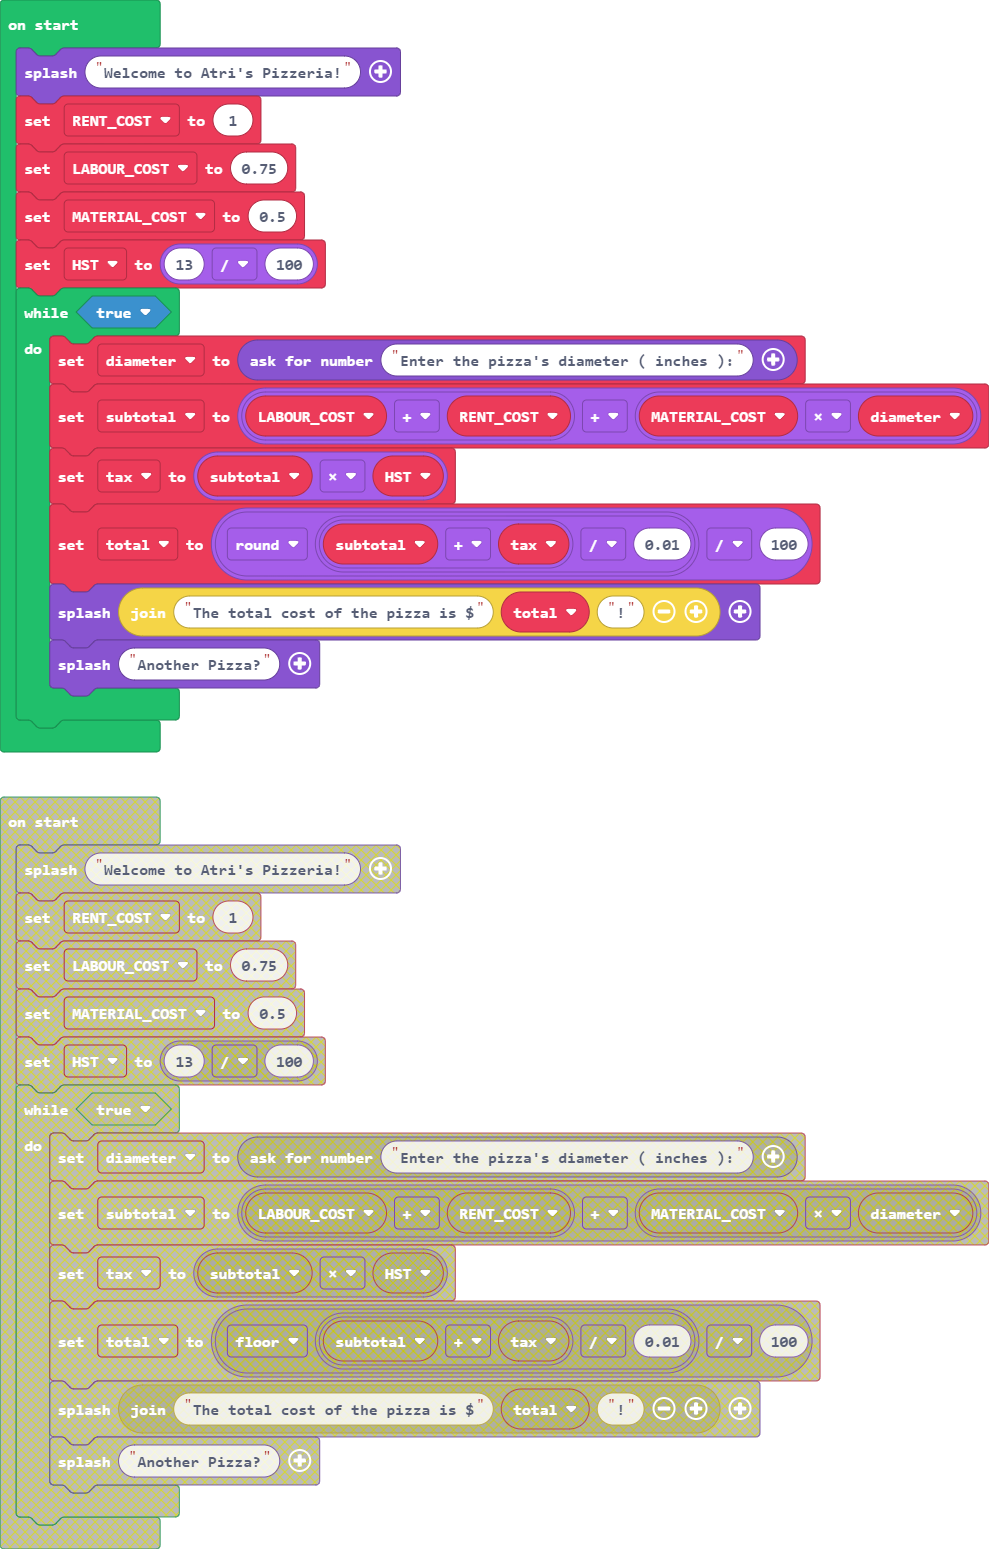 on start
splash "Welcome to Atri's Pizzeria!"
set RENT_COST to 1
set LABOUR_COST to 0.75
set MATERIAL_COST to 0.5
set HST to 13 / 100
while true
do
set diameter to ask for number "Enter the pizza's diameter ( inches ):"
set subtotal to LABOUR_COST + RENT_COST + MATERIAL_COST × diameter
set tax to subtotal × HST
set total to round subtotal + tax / 0.01 / 100
splash join "The total cost of the pizza is $" total "!"
splash "Another Pizza?"
on start
splash "Welcome to Atri's Pizzeria!"
set RENT_COST to 1
set LABOUR_COST to 0.75
set MATERIAL_COST to 0.5
set HST to 13 / 100
while true
do
set diameter to ask for number "Enter the pizza's diameter ( inches ):"
set subtotal to LABOUR_COST + RENT_COST + MATERIAL_COST × diameter
set tax to subtotal × HST
set total to floor subtotal + tax / 0.01 / 100
splash join "The total cost of the pizza is $" total "!"
splash "Another Pizza?"